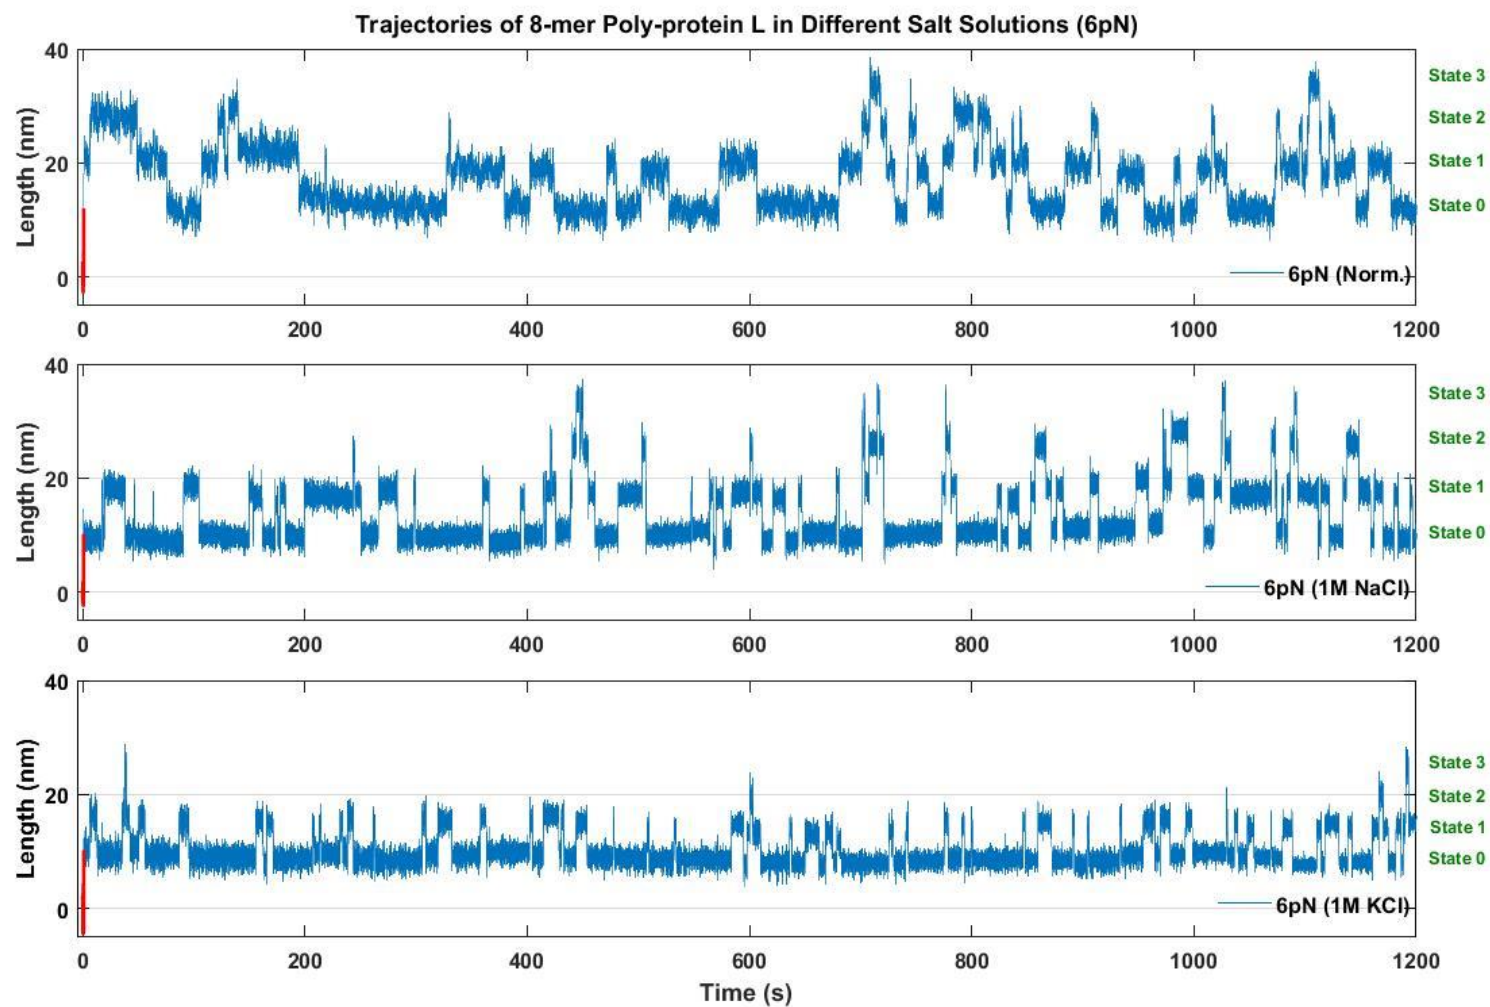 Trajectories of 8-mer Poly-protein L in Different Salt Solutions (6pN)
Length (nm)
40
20
0
State 3
State 2
State 1
State 0
6pN (Norm.)
0 200 400 600 800 1000 1200
Length (nm)
40
20
0
State 3
State 2
State 1
State 0
6pN (1M NaCl)
0 200 400 600 800 1000 1200
Length (nm)
40
20
0
State 3
State 2
State 1
State 0
6pN (1M KCl)
0 200 400 600 800 1000 1200
Time (s)